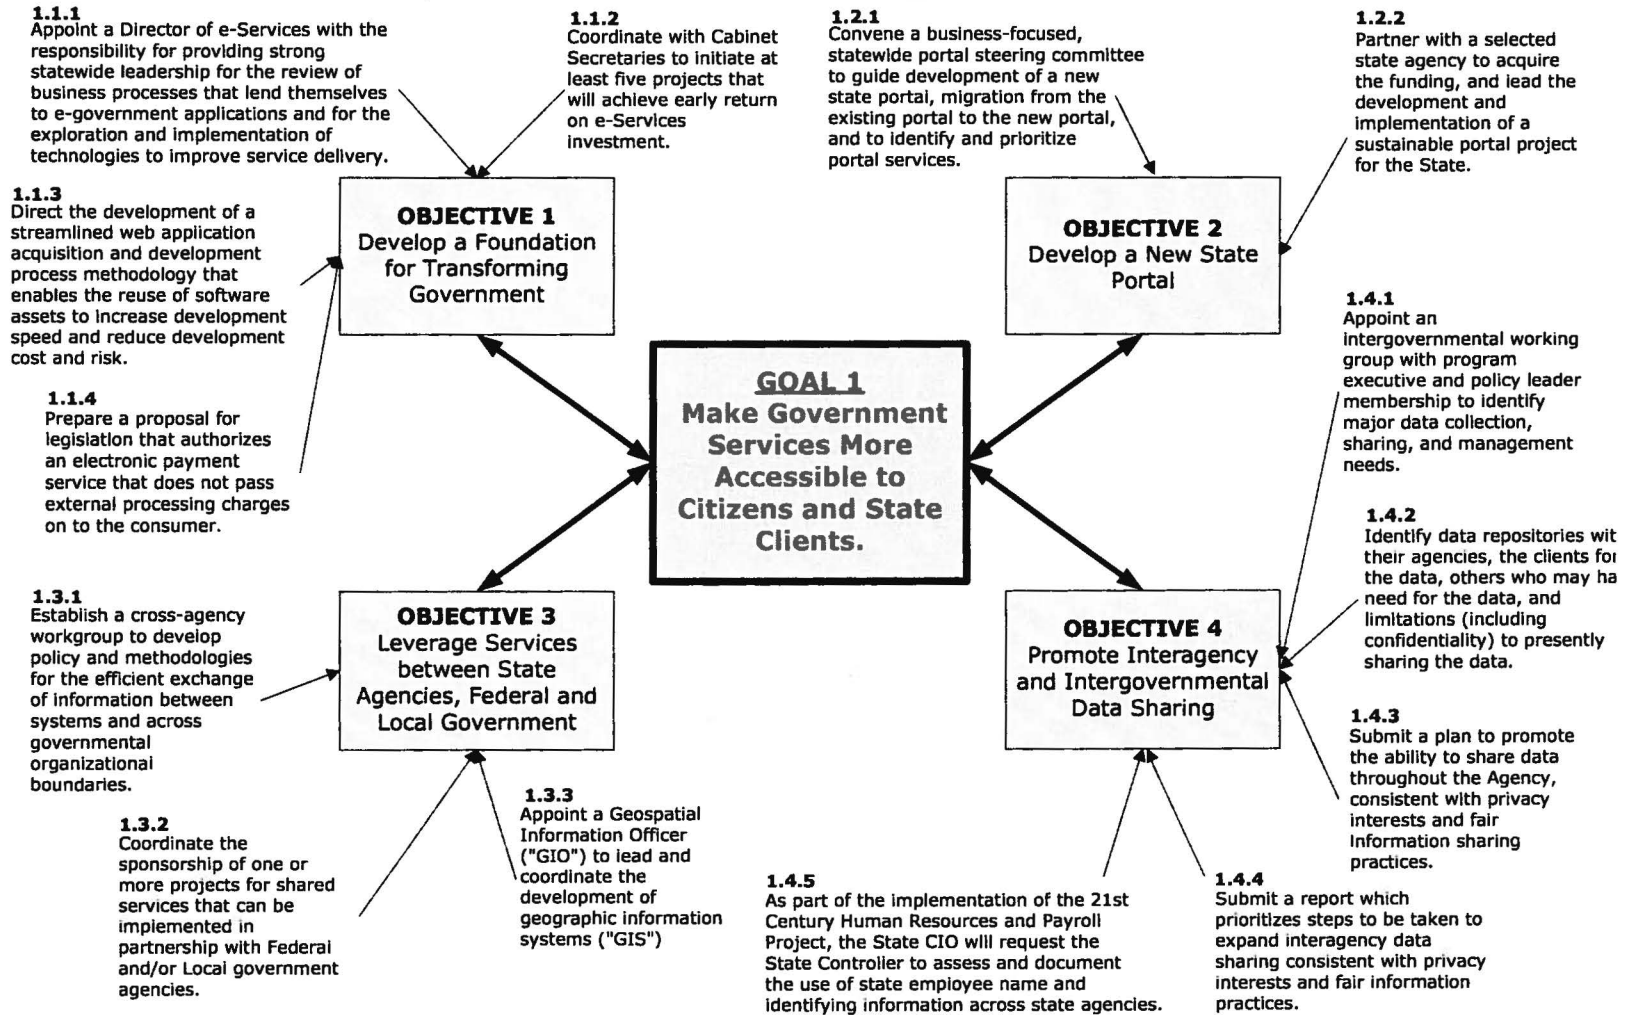 1.1.1
Appoint a Director of e-Services with the
responsibility for providing strong
statewide leadership for the review of
business processes that lend themselves
to e-government applications and for the
exploration and implementation of
technologies to improve service delivery.
1.1.2
Coordinate with Cabinet
Secretaries to initiate at
least five projects that
will achieve early return
on e-Services
investment.
1.2.1
Convene a business-focused,
statewide portal steering committee
to guide development of a new
state portal, migration from the
existing portal to the new portal,
and to identify and prioritize
portal services.
1.2.2
Partner with a selected
state agency to acquire
the funding, and lead the
development and
implementation of a
sustainable portal project
for the State.
1.1.3
Direct the development of a
streamlined web application
acquisition and development
process methodology that
enables the reuse of software
assets to increase development
speed and reduce development
cost and risk.
OBJECTIVE 1
Develop a Foundation
for Transforming
Government
OBJECTIVE 2
Develop a New State
Portal
1.1.4
Prepare a proposal for
legislation that authorizes
an electronic payment
service that does not pass
external processing charges
on to the consumer.
GOAL 1
Make Government
Services More
Accessible to
Citizens and State
Clients.
1.4.1
Appoint an
intergovernmental working
group with program
executive and policy leader
membership to identify
major data collection,
sharing, and management
needs.
1.4.2
Identify data repositories wit
their agencies, the clients for
the data, others who may ha
need for the data, and
limitations (including
confidentiality) to presently
sharing the data.
1.3.1
Establish a cross-agency
workgroup to develop
policy and methodologies
for the efficient exchange
of information between
systems and across
governmental
organizational
boundaries.
OBJECTIVE 3
Leverage Services
between State
Agencies, Federal and
Local Government
OBJECTIVE 4
Promote Interagency
and Intergovernmental
Data Sharing
1.4.3
Submit a plan to promote
the ability to share data
throughout the Agency,
consistent with privacy
interests and fair
Information sharing
practices.
1.3.2
Coordinate the
sponsorship of one or
more projects for shared
services that can be
implemented in
partnership with Federal
and/or Local government
agencies.
1.3.3
Appoint a Geospatial
Information Officer
("GIO") to lead and
coordinate the
development of
geographic information
systems ("GIS")
1.4.5
As part of the implementation of the 21st
Century Human Resources and Payroll
Project, the State CIO will request the
State Controller to assess and document
the use of state employee name and
identifying information across state agencies.
1.4.4
Submit a report which
prioritizes steps to be taken to
expand interagency data
sharing consistent with privacy
interests and fair information
practices.